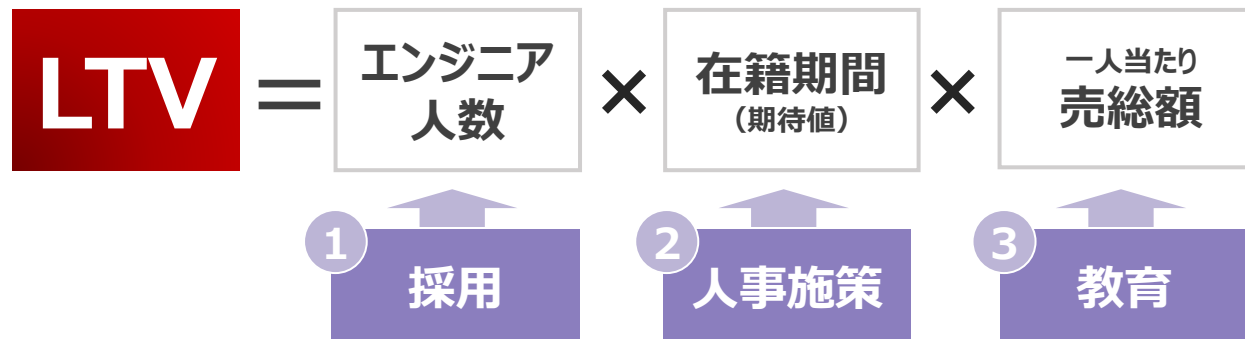 LTV = エンジニア人数 × 在籍期間（期待値） × 一人当たり売総額
1 採用
2 人事施策
3 教育